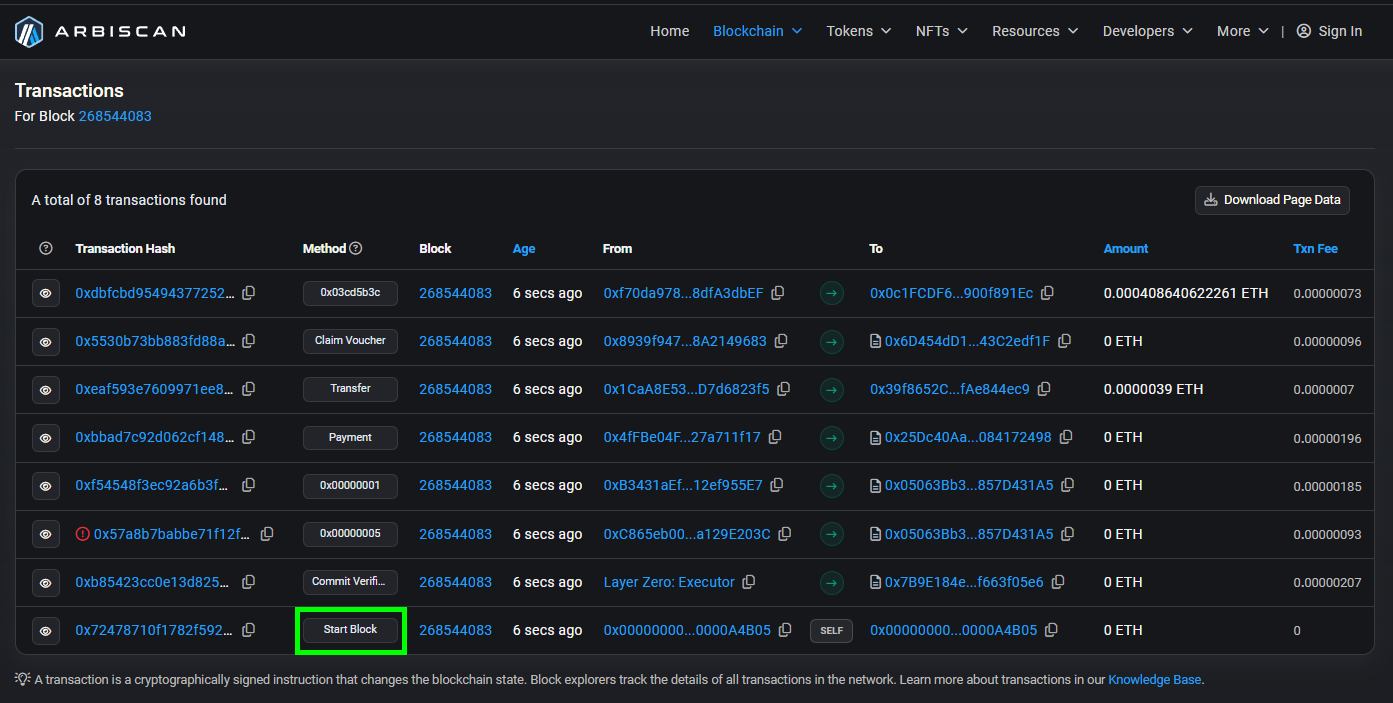 ARBISCAN Home Blockchain Tokens NFTs Resources Developers More | Sign In
Transactions
For Block 268544083
A total of 8 transactions found Download Page Data
Transaction Hash Method Block Age From To Amount Txn Fee
0xdbfcbd95494377252... 0x03cd5b3c 268544083 6 secs ago 0xf70da978...8dfA3dbEF 0x0c1FCDF6...900f891Ec 0.000408640622261 ETH 0.00000073
0x5530b73bb883fd88a... Claim Voucher 268544083 6 secs ago 0x8939f947...8A2149683 0x6D454dD1...43C2edf1F 0 ETH 0.00000096
0xeaf593e7609971ee8... Transfer 268544083 6 secs ago 0x1CaA8E53...D7d6823f5 0x39f8652C...fAe844ec9 0.0000039 ETH 0.0000007
0xbbad7c92d062cf148... Payment 268544083 6 secs ago 0x4fFBe04F...27a711f17 0x25Dc40Aa...084172498 0 ETH 0.00000196
0xf54548f3ec92a6b3f... 0x00000001 268544083 6 secs ago 0xB3431aEf...12ef955E7 0x05063Bb3...857D431A5 0 ETH 0.00000185
0x57a8b7babbe71f12f... 0x00000005 268544083 6 secs ago 0xC865eb00...a129E203C 0x05063Bb3...857D431A5 0 ETH 0.00000093
0xb85423cc0e13d825... Commit Verifi... 268544083 6 secs ago Layer Zero: Executor 0x7B9E184e...f663f05e6 0 ETH 0.00000207
0x72478710f1782f592... Start Block 268544083 6 secs ago 0x00000000...0000A4B05 SELF 0x00000000...0000A4B05 0 ETH 0
A transaction is a cryptographically signed instruction that changes the blockchain state. Block explorers track the details of all transactions in the network. Learn more about transactions in our Knowledge Base.